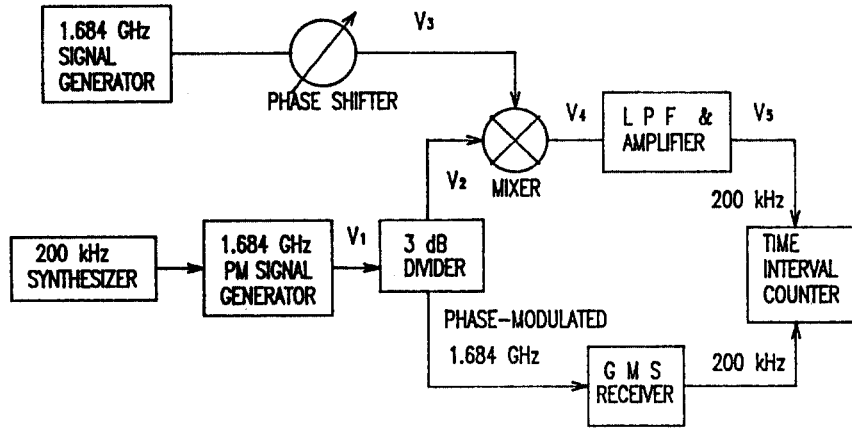 1.684 GHz
SIGNAL
GENERATOR
PHASE SHIFTER
V3
MIXER
V4
L P F &
AMPLIFIER
V5
200 kHz
V2
200 kHz
SYNTHESIZER
1.684 GHz
PM SIGNAL
GENERATOR
V1
3 dB
DIVIDER
TIME
INTERVAL
COUNTER
PHASE-MODULATED
1.684 GHz
G M S
RECEIVER
200 kHz